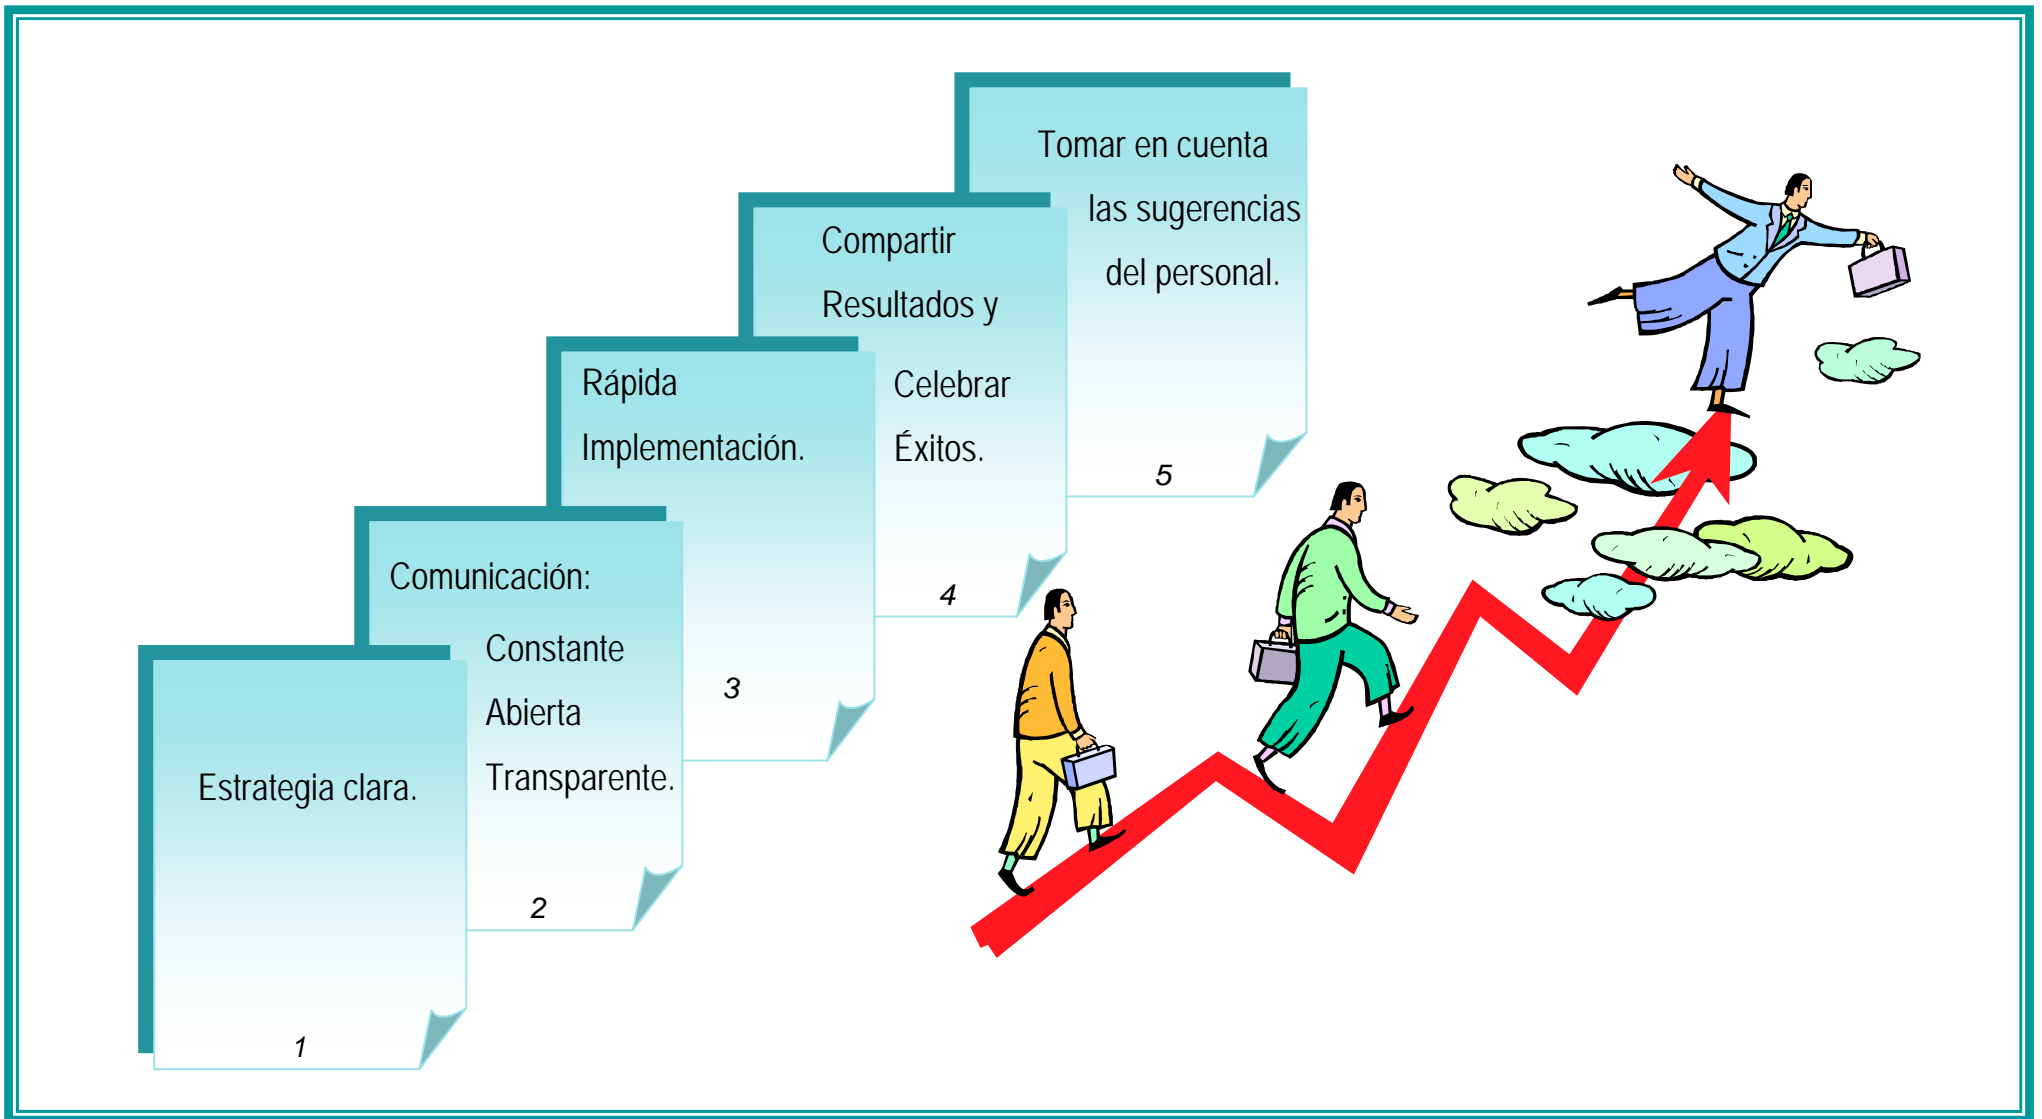 Estrategia clara.
1
Comunicación:
Constante
Abierta
Transparente.
2
Rápida
Implementación.
3
Compartir
Resultados y
Celebrar
Éxitos.
4
Tomar en cuenta
las sugerencias
del personal.
5